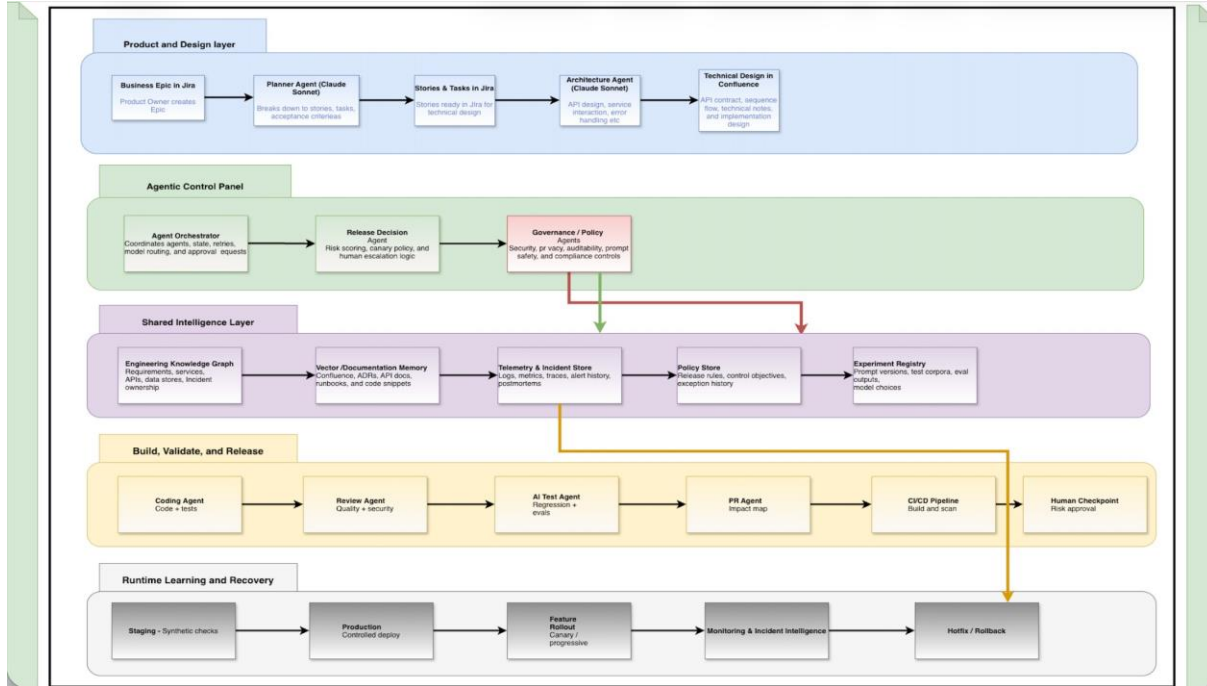 Product and Design layer
Business Epic in Jira
Product Owner creates
Epic
Planner Agent (Claude
Sonnet)
Breaks down to stories, tasks,
acceptance criterieas
Stories & Tasks in Jira
Stories ready in Jira for
technical design
Architecture Agent
(Claude Sonnet)
API design, service
interaction, error
handling etc
Technical Design in
Confluence
API contract, sequence
flow, technical notes,
and implementation
design
Agentic Control Panel
Agent Orchestrator
Coordinates agents, state, retries,
model routing, and approval equests
Release Decision
Agent
Risk scoring, canary policy, and
human escalation logic
Governance / Policy
Agents
Security, pr vacy, auditability, prompt
safety, and compliance controls
Shared Intelligence Layer
Engineering Knowledge Graph
Requirements, services,
APIs, data stores, Incident
ownership
Vector /Documentation Memory
Confluence, ADRs, API docs,
runbooks, and code snippets
Telemetry & Incident Store
Logs, metrics, traces, alert history,
postmortems
Policy Store
Release rules, control objectives,
exception history
Experiment Registry
Prompt versions, test corpora, eval
outputs,
model choices
Build, Validate, and Release
Coding Agent
Code + tests
Review Agent
Quality + security
AI Test Agent
Regression +
evals
PR Agent
Impact map
CI/CD Pipeline
Build and scan
Human Checkpoint
Risk approval
Runtime Learning and Recovery
Staging - Synthetic checks
Production
Controlled deploy
Feature
Rollout
Canary /
progressive
Monitoring & Incident Intelligence
Hotfix / Rollback